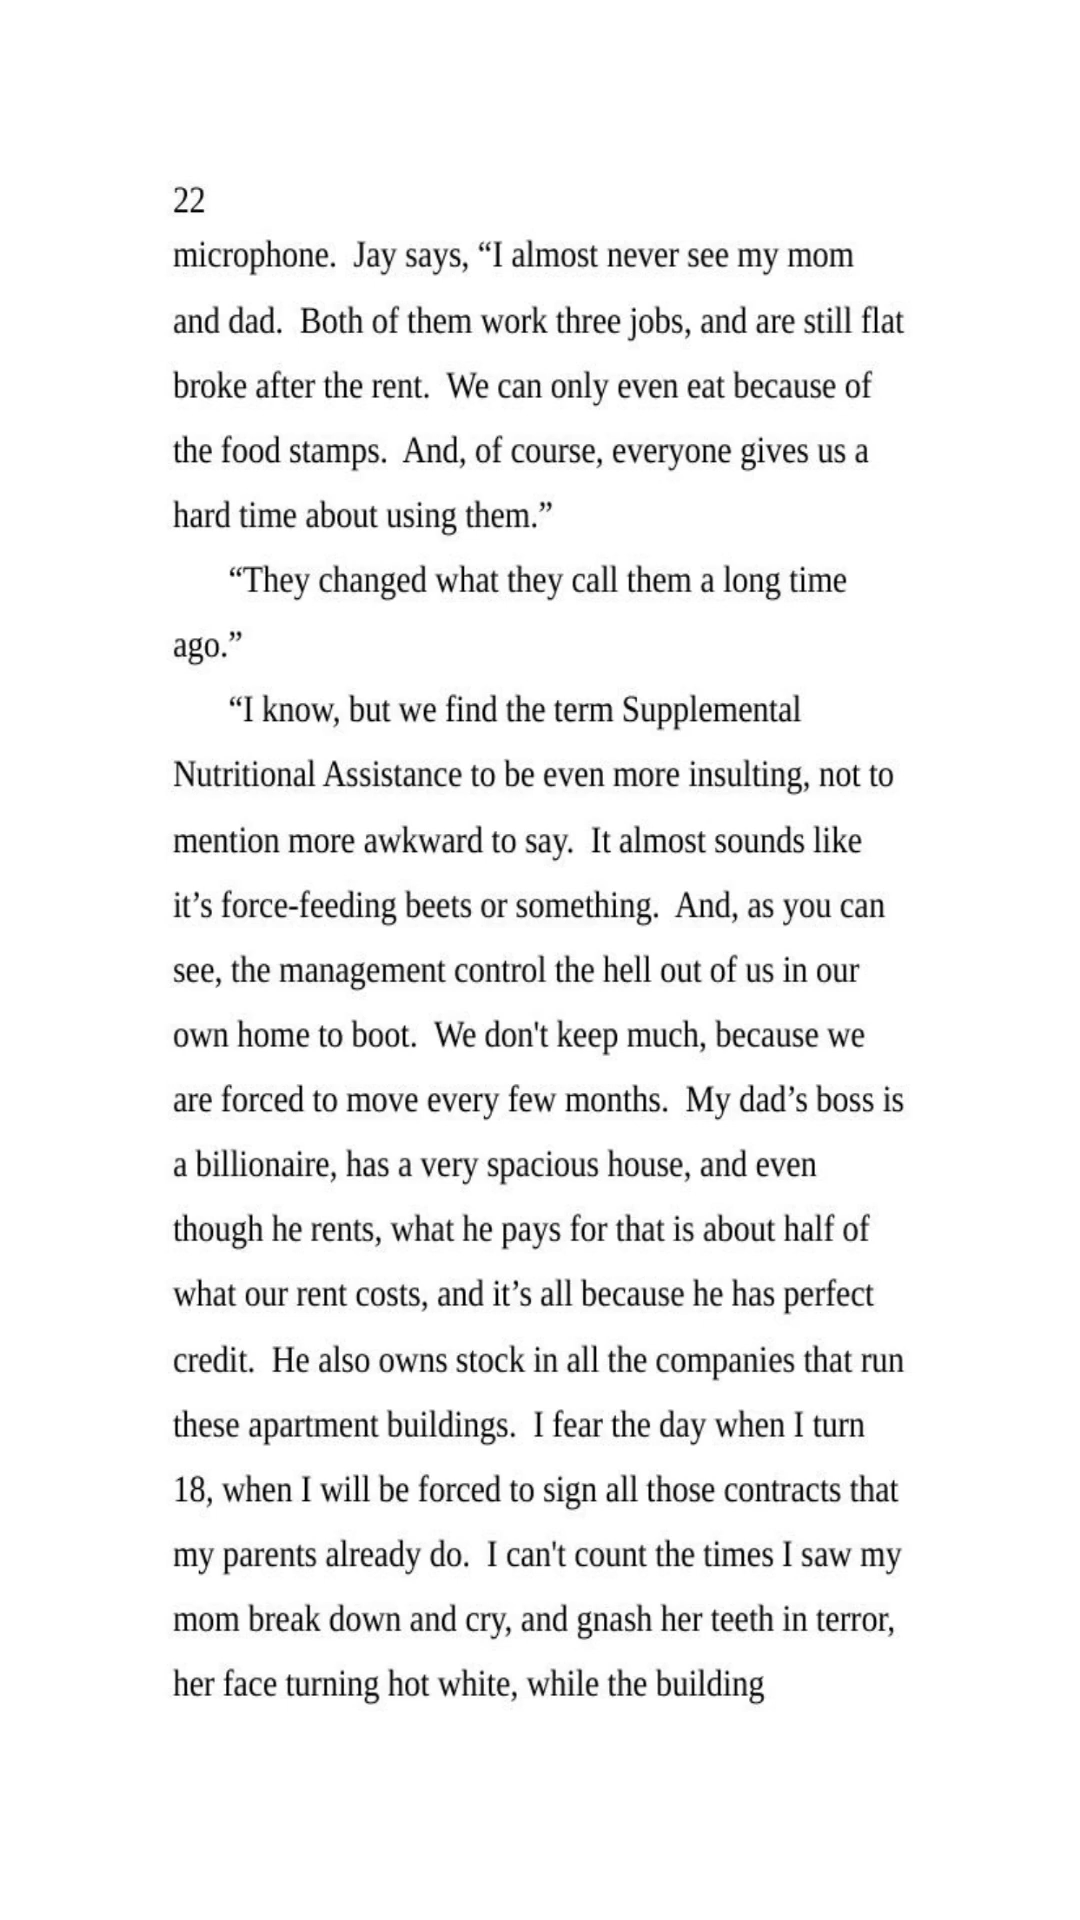 22
microphone.  Jay says, “I almost never see my mom
and dad.  Both of them work three jobs, and are still flat
broke after the rent.  We can only even eat because of
the food stamps.  And, of course, everyone gives us a
hard time about using them.”
“They changed what they call them a long time
ago.”
“I know, but we find the term Supplemental
Nutritional Assistance to be even more insulting, not to
mention more awkward to say.  It almost sounds like
it’s force-feeding beets or something.  And, as you can
see, the management control the hell out of us in our
own home to boot.  We don't keep much, because we
are forced to move every few months.  My dad’s boss is
a billionaire, has a very spacious house, and even
though he rents, what he pays for that is about half of
what our rent costs, and it’s all because he has perfect
credit.  He also owns stock in all the companies that run
these apartment buildings.  I fear the day when I turn
18, when I will be forced to sign all those contracts that
my parents already do.  I can't count the times I saw my
mom break down and cry, and gnash her teeth in terror,
her face turning hot white, while the building